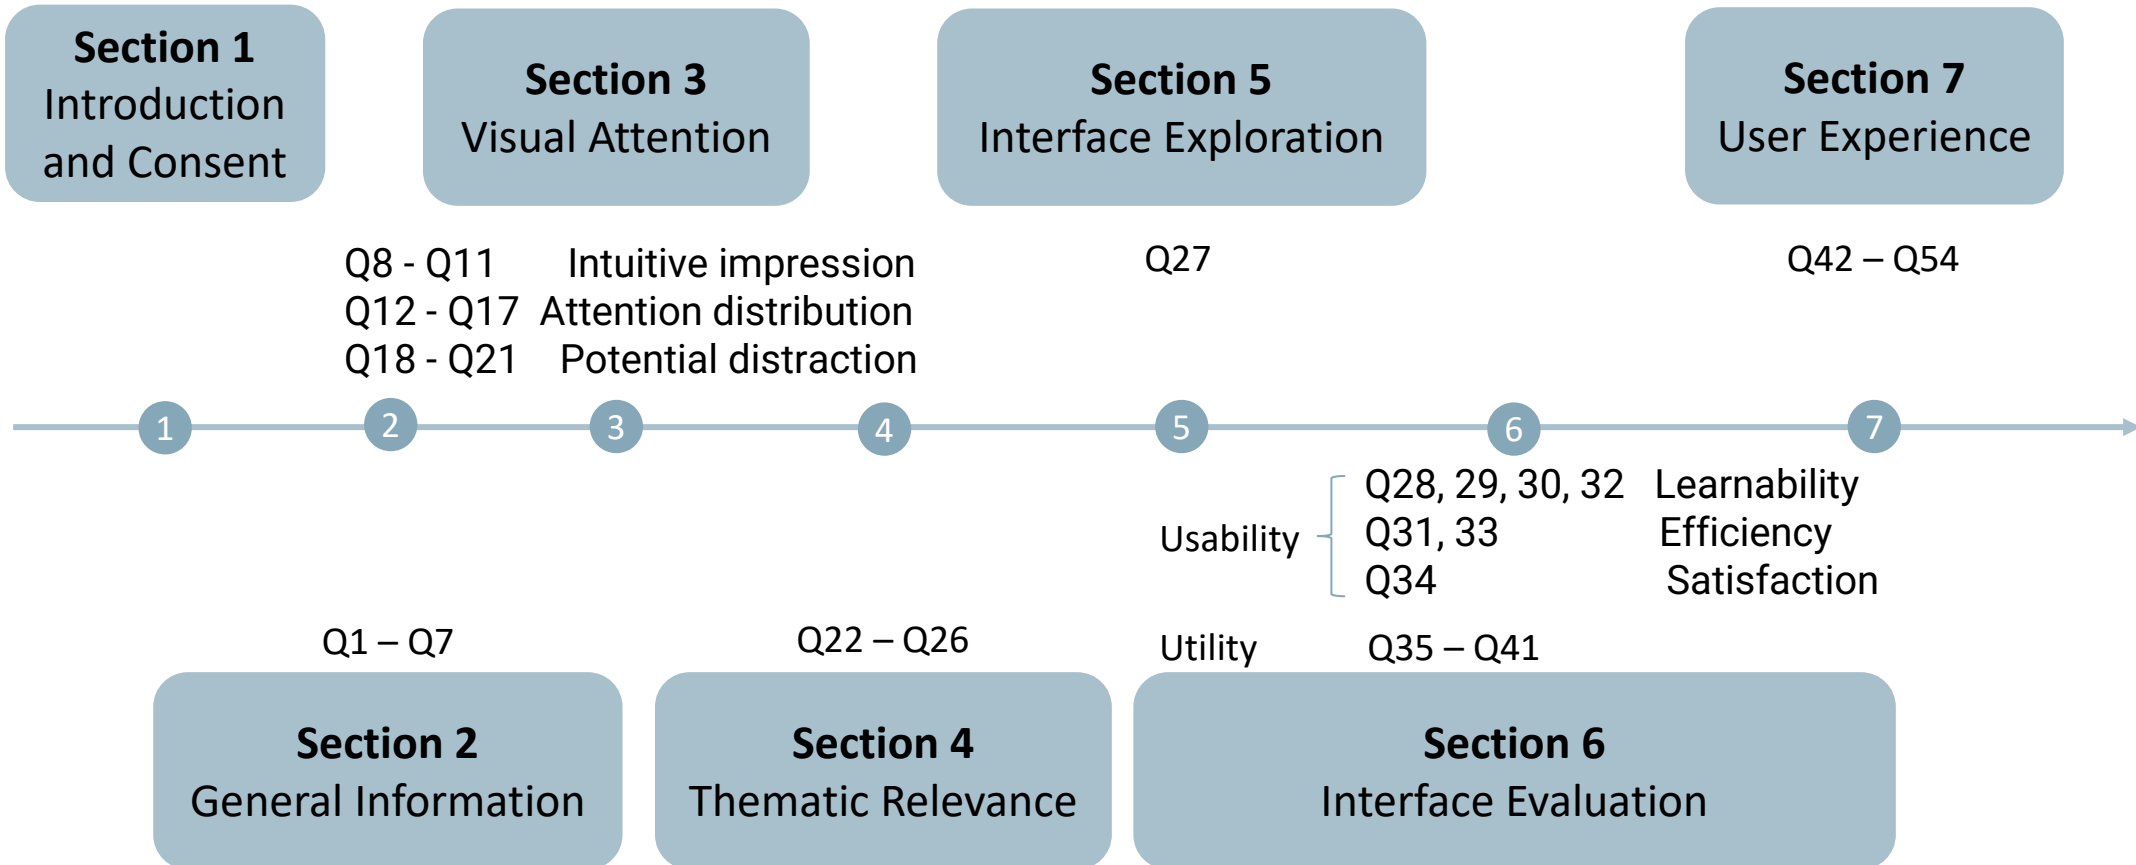 Section 1
Introduction
and Consent
Section 3
Visual Attention
Section 5
Interface Exploration
Section 7
User Experience
Q8 - Q11 Intuitive impression
Q12 - Q17 Attention distribution
Q18 - Q21 Potential distraction
Q27
Q42 – Q54
1 2 3 4 5 6 7
Usability
Q28, 29, 30, 32 Learnability
Q31, 33 Efficiency
Q34 Satisfaction
Q1 – Q7
Q22 – Q26
Utility Q35 – Q41
Section 2
General Information
Section 4
Thematic Relevance
Section 6
Interface Evaluation